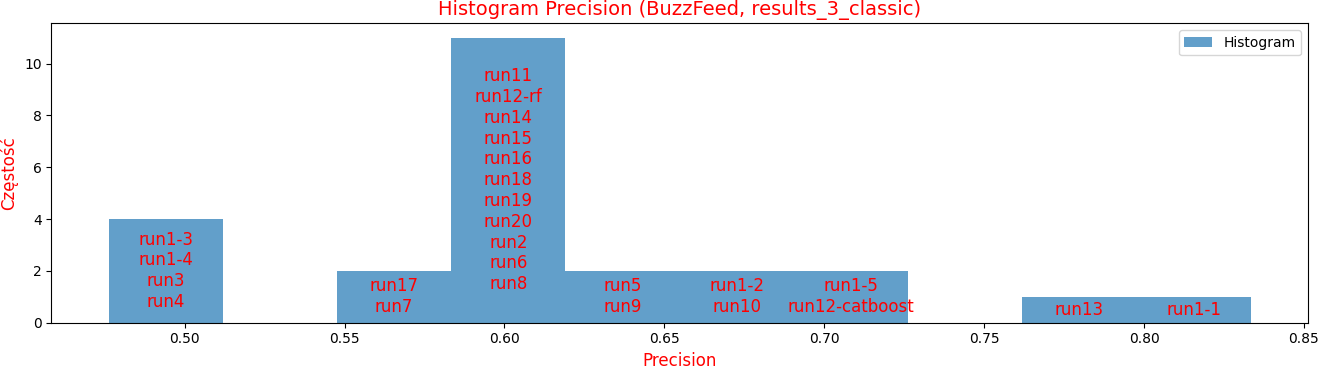 Histogram Precision (BuzzFeed, results_3_classic)
Histogram
Częstość
10
8
6
4
2
0
run1-3
run1-4
run3
run4
run17
run7
run11
run12-rf
run14
run15
run16
run18
run19
run20
run2
run6
run8
run5
run9
run1-2
run10
run1-5
run12-catboost
run13
run1-1
0.50
0.55
0.60
0.65
0.70
0.75
0.80
0.85
Precision